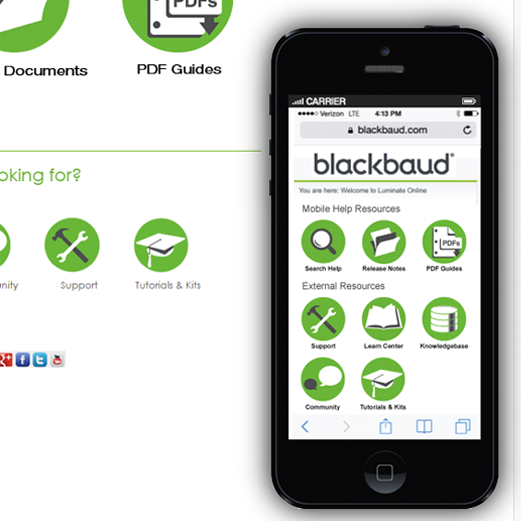 PDFs
Documents
PDF Guides
oking for?
nity
Support
Tutorials & Kits
CARRIER
Verizon LTE
4:13 PM
blackbaud.com
blackbaud
You are here: Welcome to Luminate Online
Mobile Help Resources
PDFs
Search Help
Release Notes
PDF Guides
External Resources
Support
Learn Center
Knowledgebase
Community
Tutorials & Kits